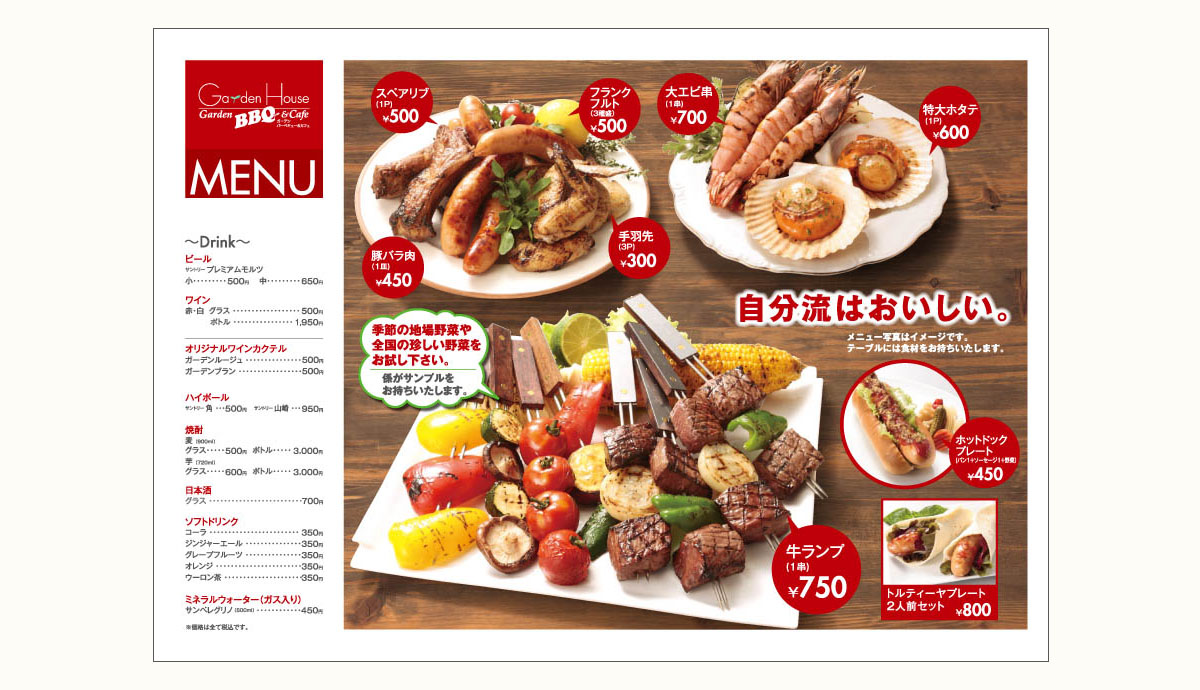 Garden House
Garden BBQ &Cafe
ガーデン
バーベキュー&カフェ
MENU
〜Drink〜
ビール
サントリー プレミアムモルツ
小………500円 中………650円
ワイン
赤・白 グラス………………500円
ボトル………………1,950円
オリジナルワインカクテル
ガーデンルージュ………………500円
ガーデンブラン………………500円
ハイボール
サントリー 角…500円 サントリー 山崎…950円
焼酎
麦 (900ml)
グラス……500円 ボトル……3.000円
芋 (720ml)
グラス……600円 ボトル……3.000円
日本酒
グラス………………700円
ソフトドリンク
コーラ………………350円
ジンジャーエール………………350円
グレープフルーツ………………350円
オレンジ………………350円
ウーロン茶………………350円
ミネラルウォーター(ガス入り)
サンペレグリノ………………450円
※価格は全て税込です。
スペアリブ
(1P)
¥500
フランク
フルト
(3種盛)
¥500
大エビ串
(1串)
¥700
特大ホタテ
(1P)
¥600
豚バラ肉
(1皿)
¥450
手羽先
(3P)
¥300
自分流はおいしい。
メニュー写真はイメージです。
テーブルには食材をお持ちいたします。
季節の地場野菜や
全国の珍しい野菜を
お試し下さい。
係がサンプルを
お持ちいたします。
ホットドック
プレート
(パン1+ソーセージ1+野菜)
¥450
牛ランプ
(1串)
¥750
トルティーヤプレート
2人前セット ¥800